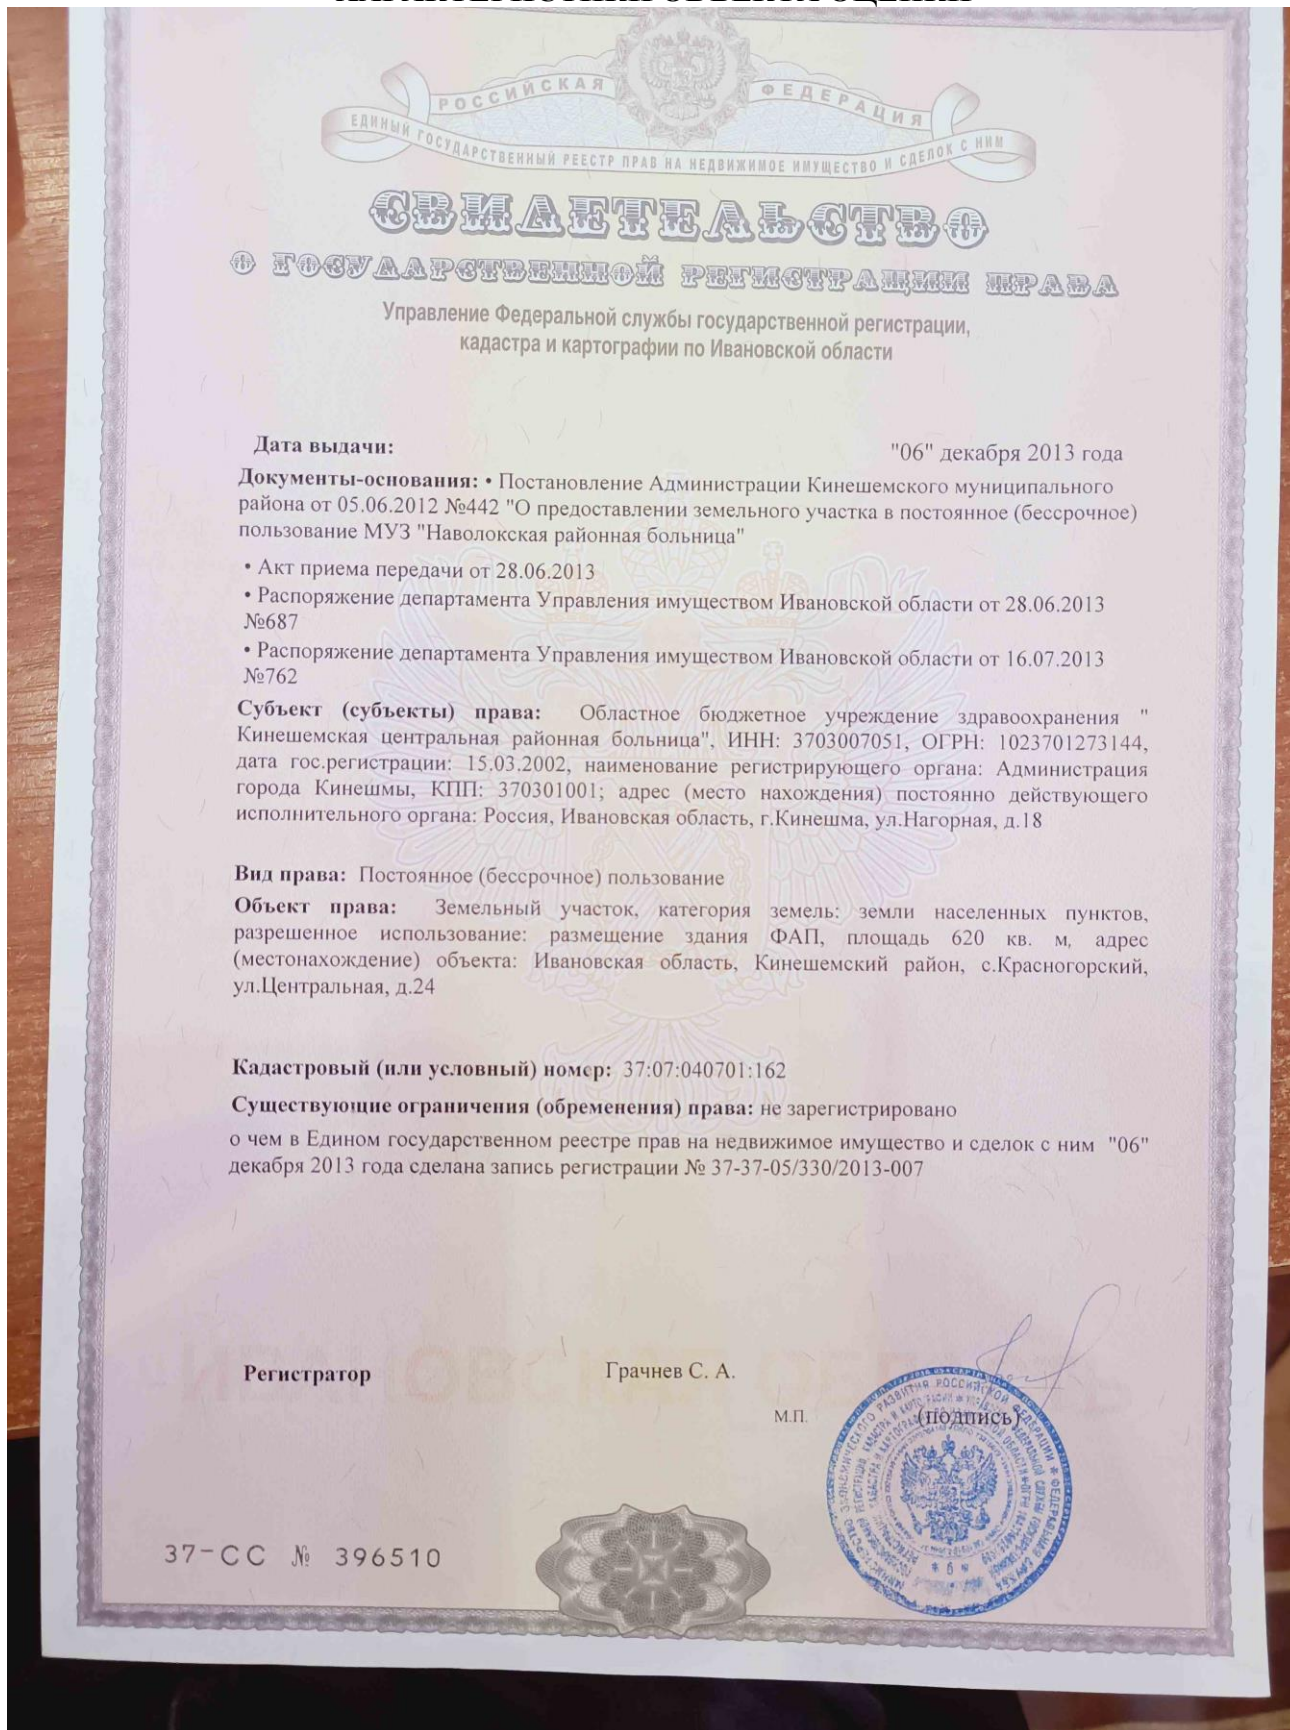 РОССИЙСКАЯ ФЕДЕРАЦИЯ
ЕДИНЫЙ ГОСУДАРСТВЕННЫЙ РЕЕСТР ПРАВ НА НЕДВИЖИМОЕ ИМУЩЕСТВО И СДЕЛОК С НИМ
СВИДЕТЕЛЬСТВО
О ГОСУДАРСТВЕННОЙ РЕГИСТРАЦИИ ПРАВА
Управление Федеральной службы государственной регистрации,
кадастра и картографии по Ивановской области
Дата выдачи: "06" декабря 2013 года
Документы-основания: • Постановление Администрации Кинешемского муниципального
района от 05.06.2012 №442 "О предоставлении земельного участка в постоянное (бессрочное)
пользование МУЗ "Наволокская районная больница"
• Акт приема передачи от 28.06.2013
• Распоряжение департамента Управления имуществом Ивановской области от 28.06.2013
№687
• Распоряжение департамента Управления имуществом Ивановской области от 16.07.2013
№762
Субъект (субъекты) права: Областное бюджетное учреждение здравоохранения "
Кинешемская центральная районная больница", ИНН: 3703007051, ОГРН: 1023701273144,
дата гос.регистрации: 15.03.2002, наименование регистрирующего органа: Администрация
города Кинешмы, КПП: 370301001; адрес (место нахождения) постоянно действующего
исполнительного органа: Россия, Ивановская область, г.Кинешма, ул.Нагорная, д.18
Вид права: Постоянное (бессрочное) пользование
Объект права: Земельный участок, категория земель: земли населенных пунктов,
разрешенное использование: размещение здания ФАП, площадь 620 кв. м, адрес
(местонахождение) объекта: Ивановская область, Кинешемский район, с.Красногорский,
ул.Центральная, д.24
Кадастровый (или условный) номер: 37:07:040701:162
Существующие ограничения (обременения) права: не зарегистрировано
о чем в Едином государственном реестре прав на недвижимое имущество и сделок с ним "06"
декабря 2013 года сделана запись регистрации № 37-37-05/330/2013-007
Регистратор Грачнев С. А.
М.П. (подпись)
37-СС № 396510